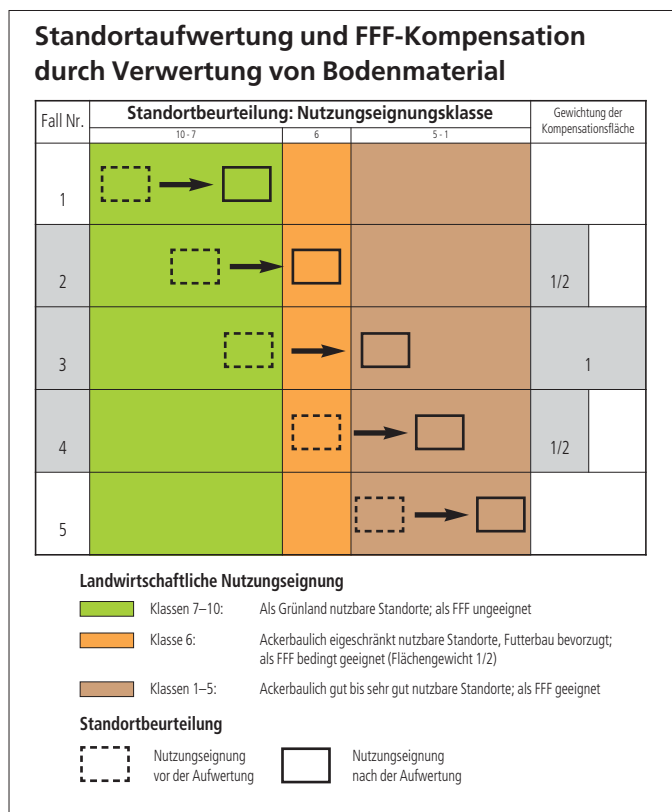 Standortaufwertung und FFF-Kompensation
durch Verwertung von Bodenmaterial
Fall Nr.
Standortbeurteilung: Nutzungseignungsklasse
Gewichtung der
Kompensationsfläche
10 - 7
6
5 - 1
1
2
1/2
3
1
4
1/2
5
Landwirtschaftliche Nutzungseignung
Klassen 7–10: Als Grünland nutzbare Standorte; als FFF ungeeignet
Klasse 6: Ackerbaulich eigeschränkt nutzbare Standorte, Futterbau bevorzugt;
als FFF bedingt geeignet (Flächengewicht 1/2)
Klassen 1–5: Ackerbaulich gut bis sehr gut nutzbare Standorte; als FFF geeignet
Standortbeurteilung
Nutzungseignung
vor der Aufwertung
Nutzungseignung
nach der Aufwertung